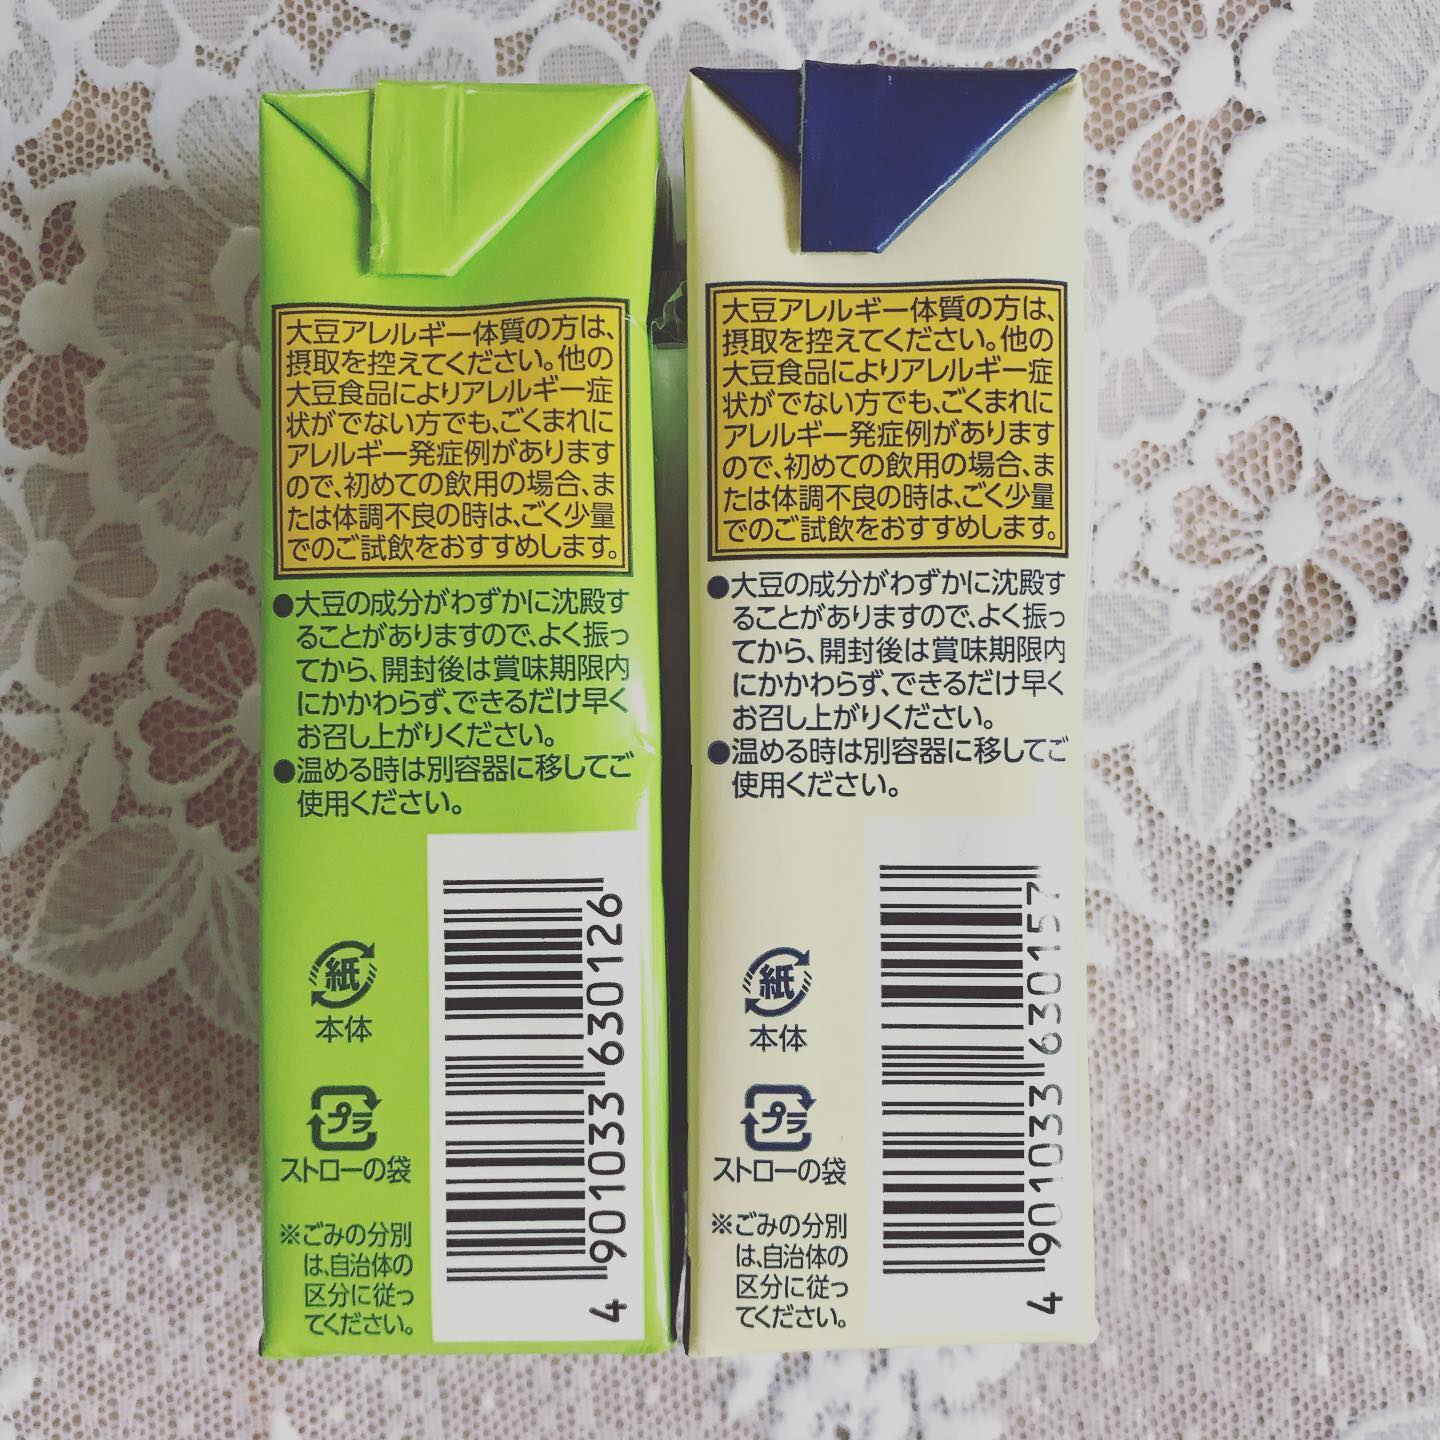 大豆アレルギー体質の方は、
摂取を控えてください。他の
大豆食品によりアレルギー症
状がでない方でも、ごくまれに
アレルギー発症例があります
ので、初めての飲用の場合、ま
たは体調不良の時は、ごく少量
でのご試飲をおすすめします。
●大豆の成分がわずかに沈殿す
ることがありますので、よく振っ
てから、開封後は賞味期限内
にかかわらず、できるだけ早く
お召し上がりください。
●温める時は別容器に移してご
使用ください。
紙
本体
プラ
ストローの袋
※ごみの分別
は、自治体の
区分に従っ
てください。
4 901033 630126
大豆アレルギー体質の方は、
摂取を控えてください。他の
大豆食品によりアレルギー症
状がでない方でも、ごくまれに
アレルギー発症例があります
ので、初めての飲用の場合、ま
たは体調不良の時は、ごく少量
でのご試飲をおすすめします。
●大豆の成分がわずかに沈殿す
ることがありますので、よく振っ
てから、開封後は賞味期限内
にかかわらず、できるだけ早く
お召し上がりください。
●温める時は別容器に移してご
使用ください。
紙
本体
プラ
ストローの袋
※ごみの分別
は、自治体の
区分に従っ
てください。
4 901033 630157